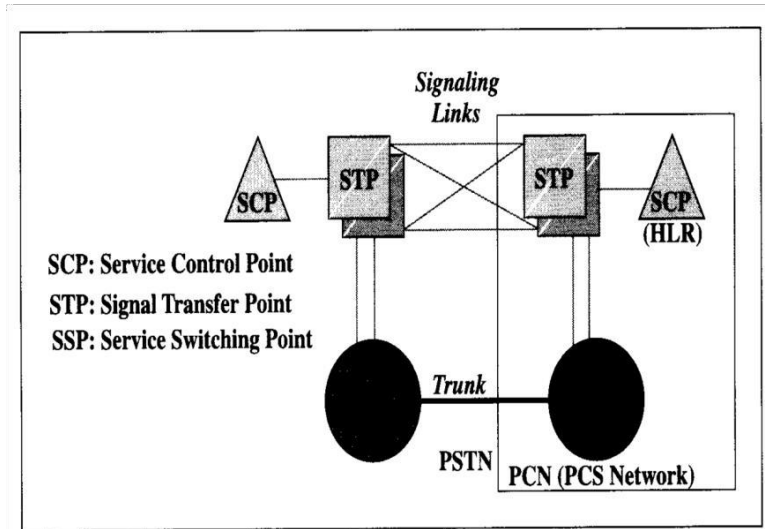 Signaling
Links
STP
STP
SCP
SCP
(HLR)
SCP: Service Control Point
STP: Signal Transfer Point
SSP: Service Switching Point
Trunk
PSTN
PCN (PCS Network)